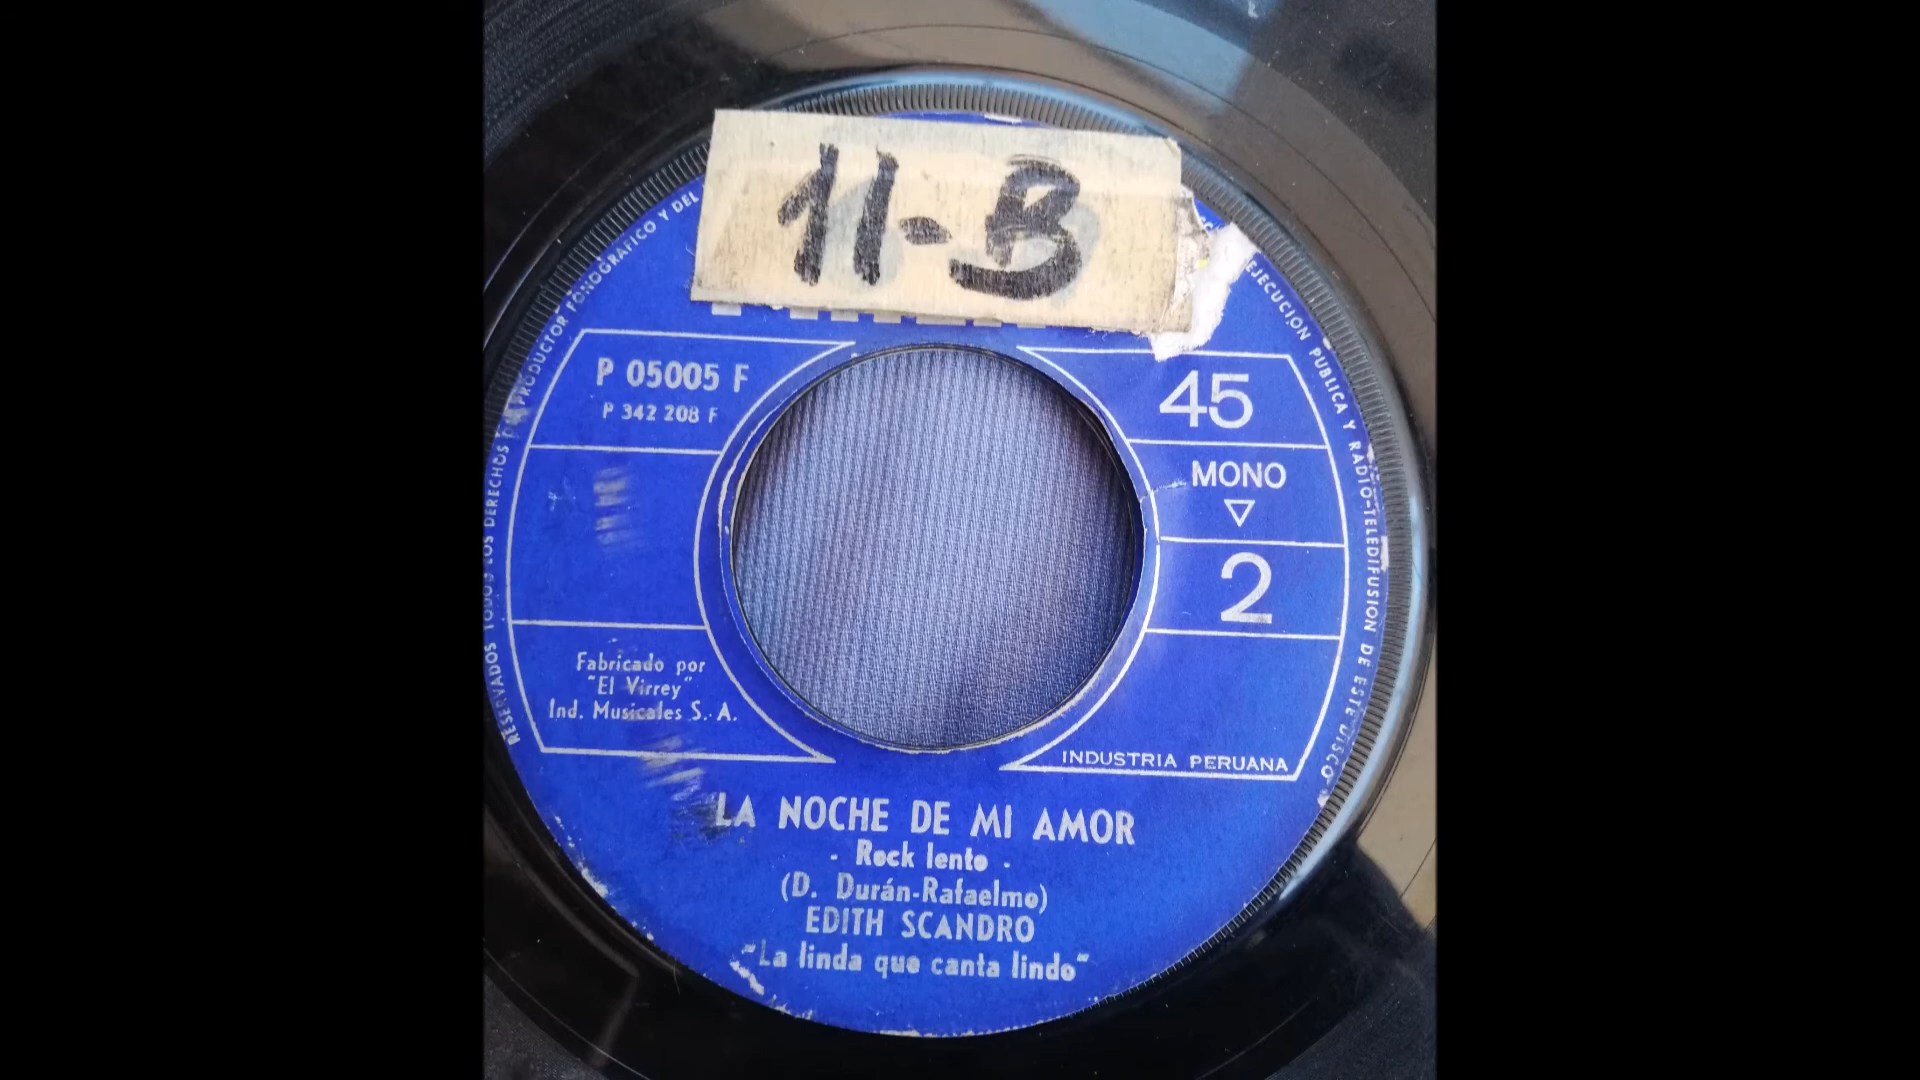 11-B
RESERVADOS TODOS LOS DERECHOS
PRODUCTOR FONOGRAFICO Y DEL
EJECUCION PUBLICA Y RADIO-TELEDIFUSION DE ESTE DISCO
P 05005 F
P 342 208 F
45
MONO
2
Fabricado por
"El Virrey"
Ind. Musicales S. A.
INDUSTRIA PERUANA
LA NOCHE DE MI AMOR
- Rock lento -
(D. Durán-Rafaelmo)
EDITH SCANDRO
"La linda que canta lindo"